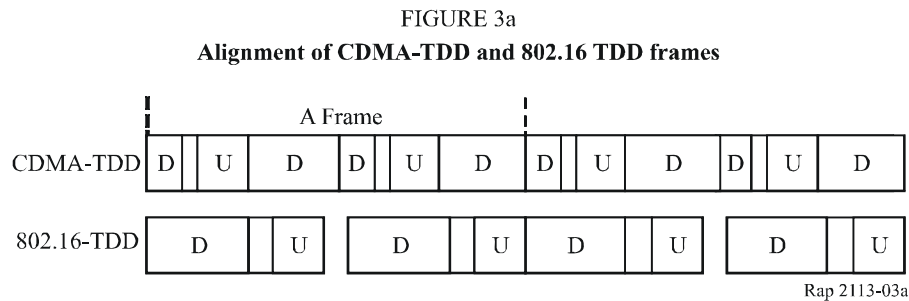 FIGURE 3a
Alignment of CDMA-TDD and 802.16 TDD frames
A Frame
CDMA-TDD D U D D U D D U D D U D
802.16-TDD D U D U D U D U
Rap 2113-03a